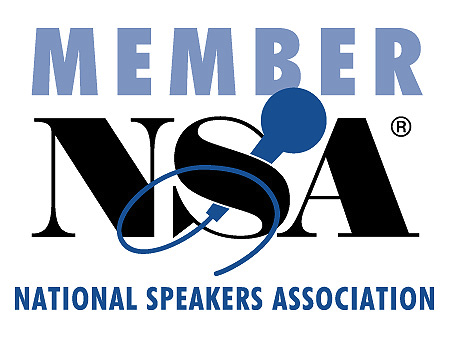 MEMBER
NSA®
NATIONAL SPEAKERS ASSOCIATION